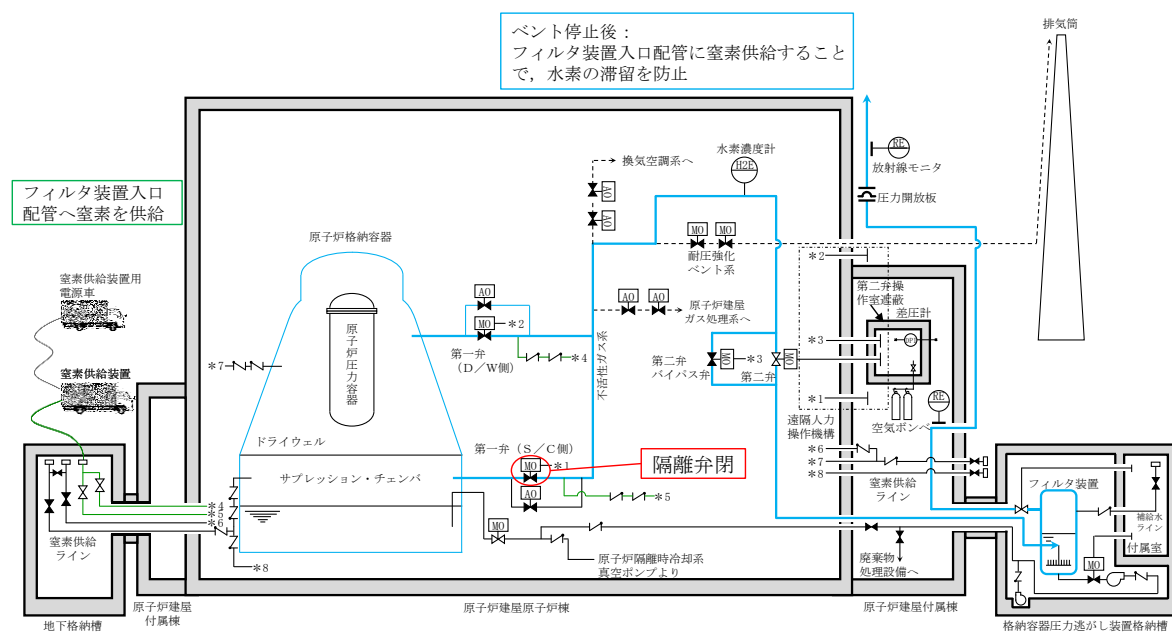 ベント停止後：
フィルタ装置入口配管に窒素供給すること
で，水素の滞留を防止
排気筒
フィルタ装置入口
配管へ窒素を供給
換気空調系へ
水素濃度計
H2E
RE
放射線モニタ
圧力開放板
AO
AO
原子炉格納容器
MO
MO
耐圧強化
ベント系
＊2
第二弁操
作室遮蔽
差圧計
窒素供給装置用
電源車
AO
MO
＊2
AO
AO
原子炉建屋
ガス処理系へ
原子炉圧力容器
第一弁
（D／W側）
＊4
不活性ガス系
＊3
DPI
＊7
第二弁
バイパス弁
MO
＊3
第二弁
MO
窒素供給装置
＊1
RE
遠隔人力
操作機構
空気ボンベ
ドライウェル
第一弁（S／C側）
MO
＊1
隔離弁閉
サプレッション・チェンバ
AO
＊5
＊6
＊7
＊8
窒素供給
ライン
フィルタ装置
＊4
＊5
＊6
補給水
ライン
付属室
窒素供給
ライン
MO
＊8
原子炉隔離時冷却系
真空ポンプより
廃棄物
処理設備へ
MO
地下格納槽
原子炉建屋
付属棟
原子炉建屋原子炉棟
原子炉建屋付属棟
格納容器圧力逃がし装置格納槽